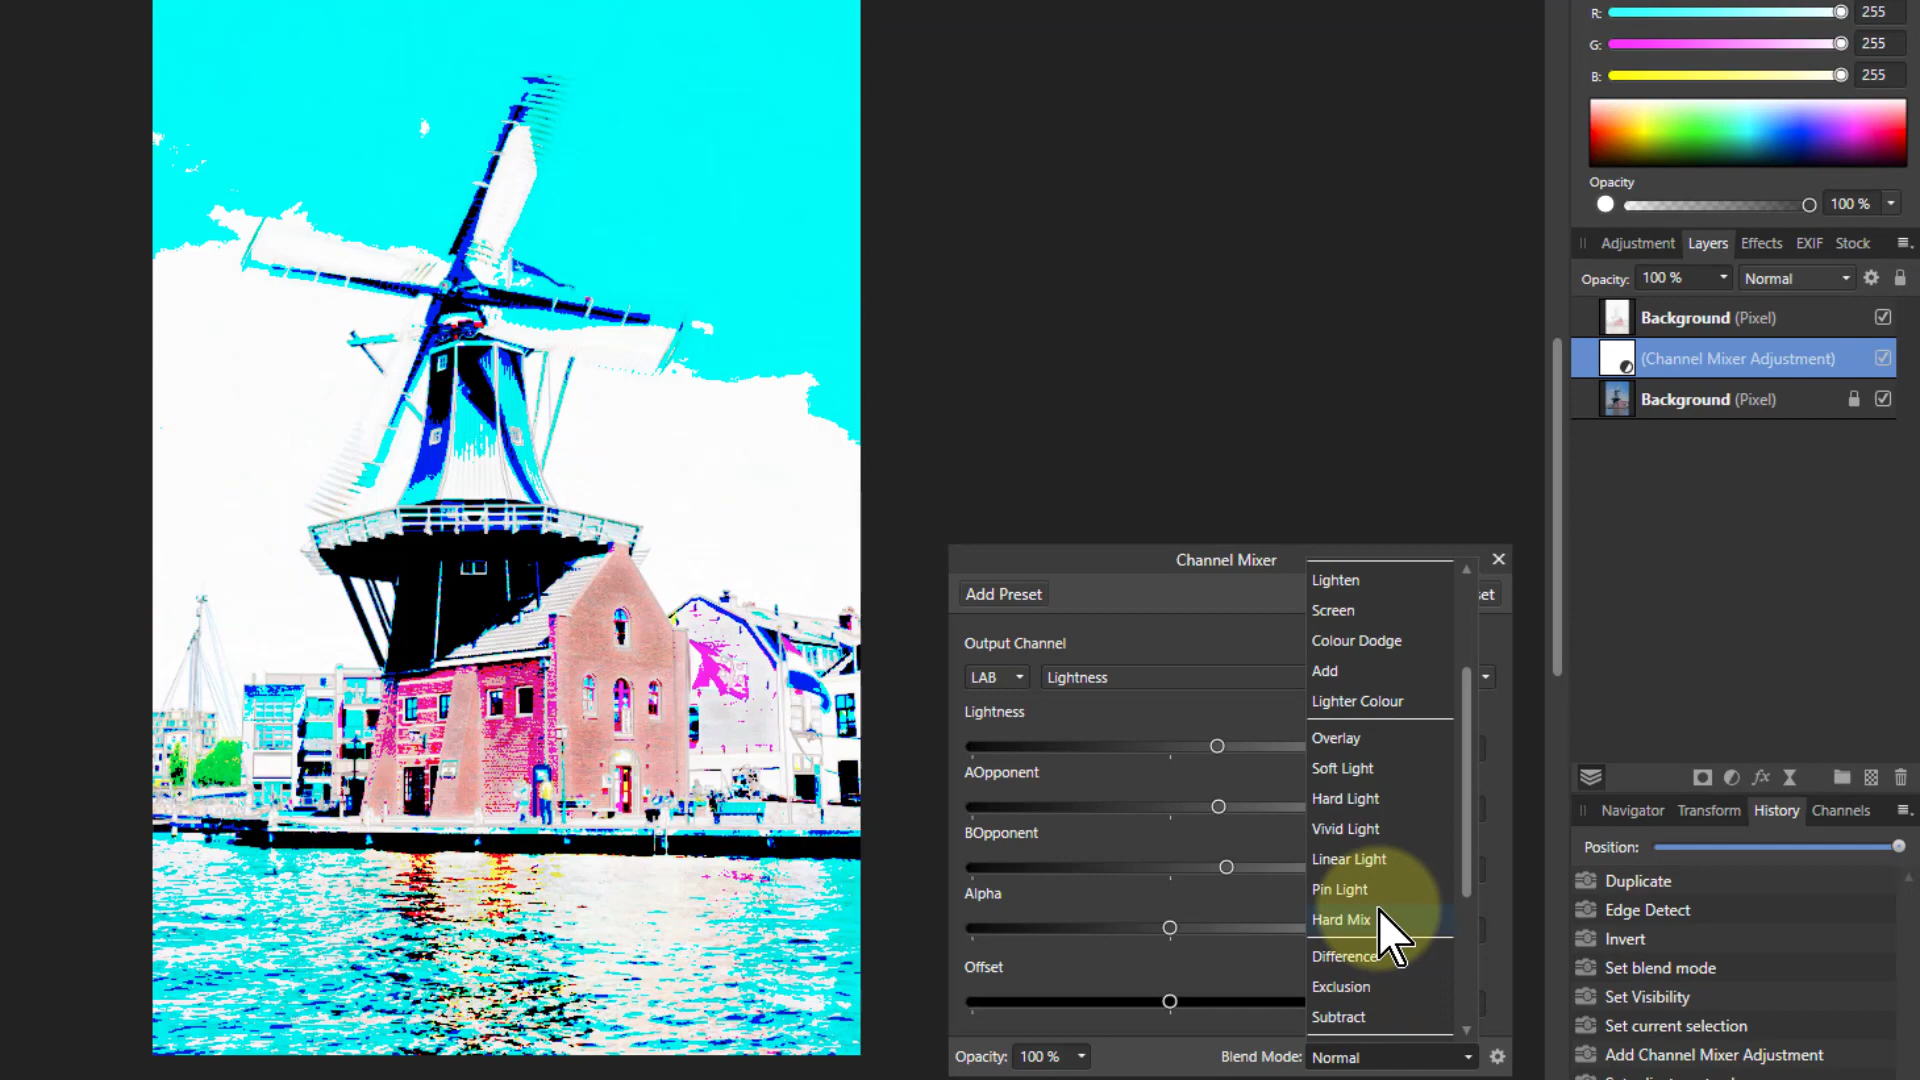 R: 255
G: 255
B: 255
Opacity
100 %
Adjustment Layers Effects EXIF Stock
Opacity: 100 % Normal
Background (Pixel)
(Channel Mixer Adjustment)
Background (Pixel)
Channel Mixer
Add Preset
Output Channel
LAB Lightness
Lightness
AOpponent
BOpponent
Alpha
Offset
Opacity: 100 % Blend Mode: Normal
Lighten
Screen
Colour Dodge
Add
Lighter Colour
Overlay
Soft Light
Hard Light
Vivid Light
Linear Light
Pin Light
Hard Mix
Difference
Exclusion
Subtract
fx
Navigator Transform History Channels
Position:
Duplicate
Edge Detect
Invert
Set blend mode
Set Visibility
Set current selection
Add Channel Mixer Adjustment